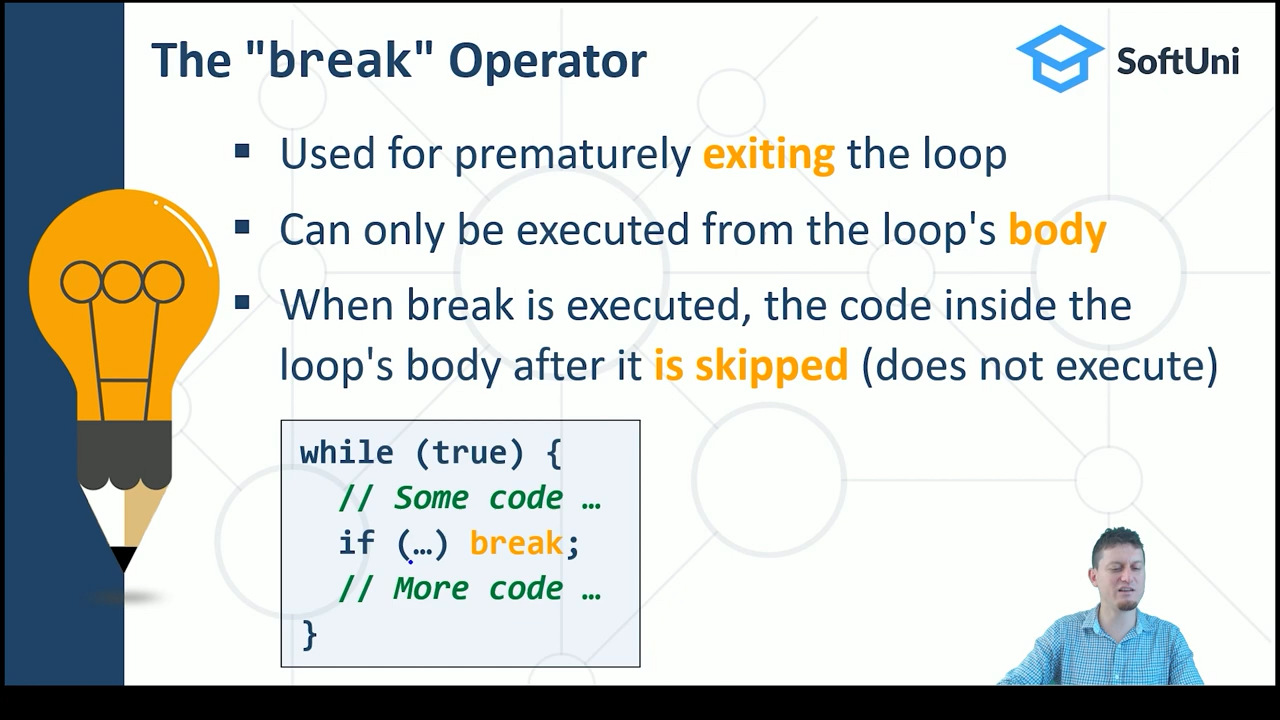 The "break" Operator
SoftUni
▪ Used for prematurely exiting the loop
▪ Can only be executed from the loop's body
▪ When break is executed, the code inside the
loop's body after it is skipped (does not execute)
while (true) {
  // Some code …
  if (…) break;
  // More code …
}